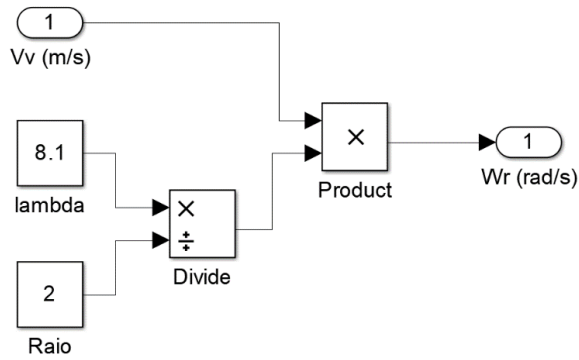 1
Vv (m/s)
8.1
lambda
×
÷
Divide
2
Raio
×
Product
1
Wr (rad/s)